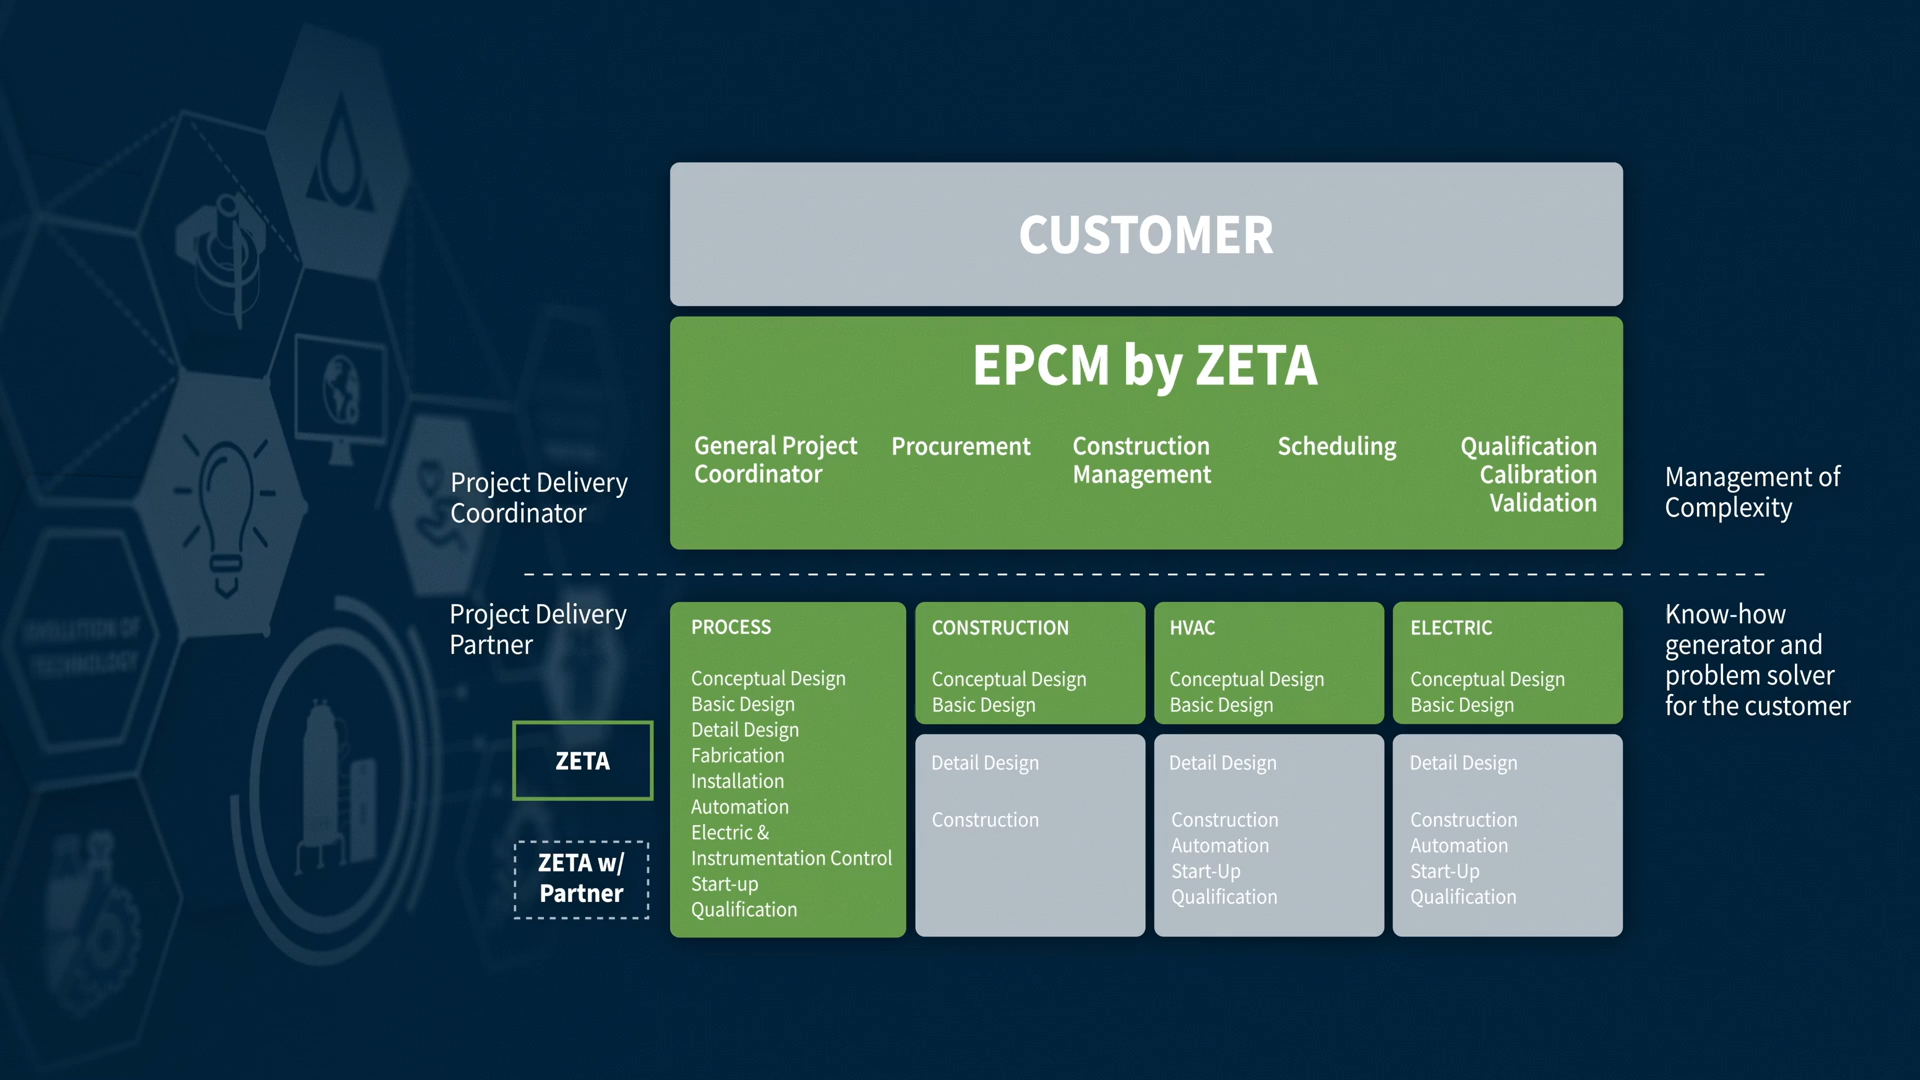 CUSTOMER
EPCM by ZETA
General Project
Coordinator
Procurement
Construction
Management
Scheduling
Qualification
Calibration
Validation
Project Delivery
Coordinator
Management of
Complexity
Project Delivery
Partner
ZETA
ZETA w/
Partner
PROCESS
Conceptual Design
Basic Design
Detail Design
Fabrication
Installation
Automation
Electric &
Instrumentation Control
Start-up
Qualification
CONSTRUCTION
Conceptual Design
Basic Design
Detail Design
Construction
HVAC
Conceptual Design
Basic Design
Detail Design
Construction
Automation
Start-Up
Qualification
ELECTRIC
Conceptual Design
Basic Design
Detail Design
Construction
Automation
Start-Up
Qualification
Know-how
generator and
problem solver
for the customer
EVOLUTION OF
TECHNOLOGY